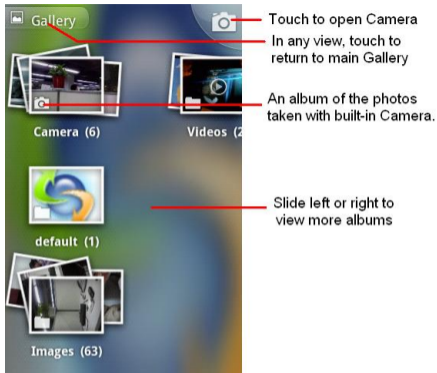 Gallery
Touch to open Camera
In any view, touch to
return to main Gallery
An album of the photos
taken with built-in Camera.
Camera (6)
Videos (2
Slide left or right to
view more albums
default (1)
Images (63)